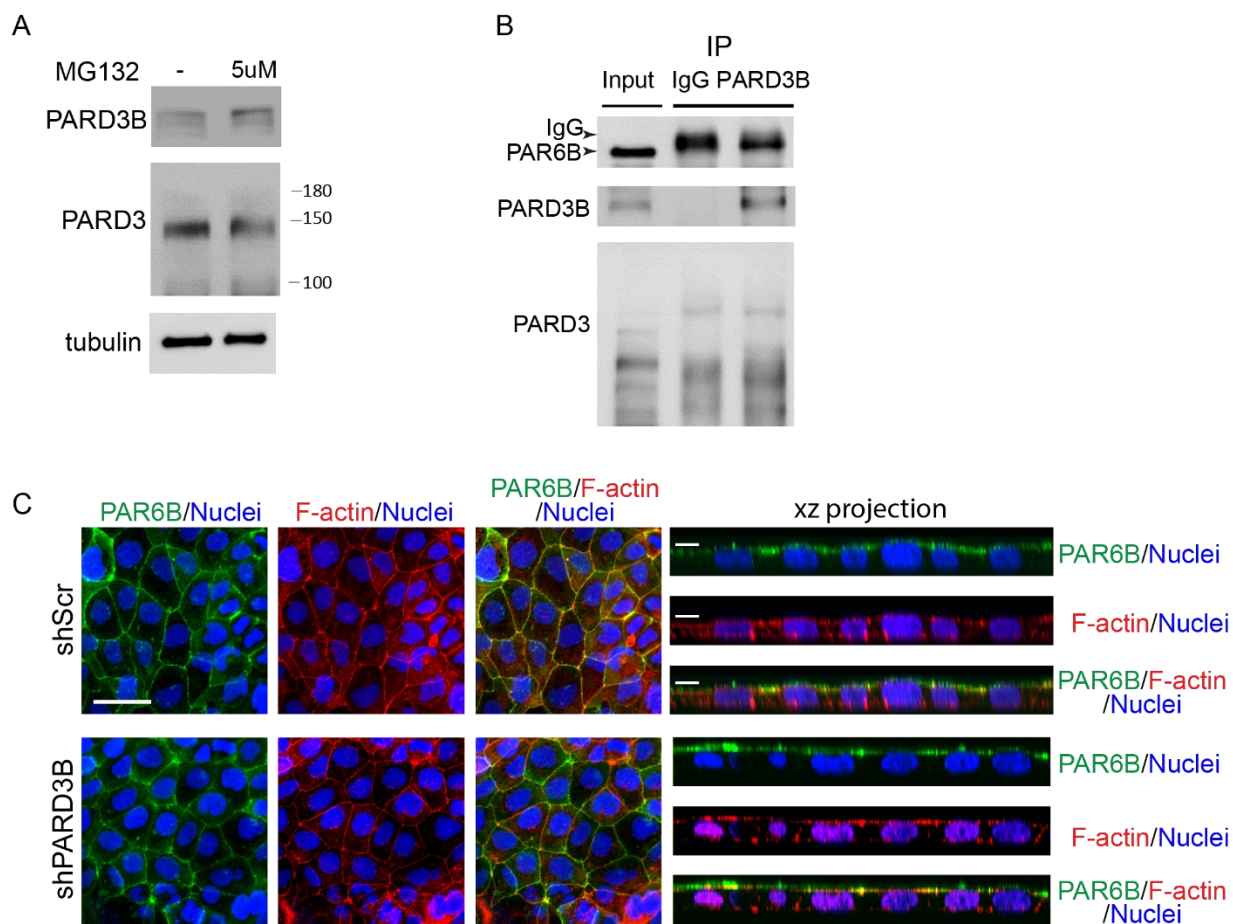 A
MG132 - 5uM
PARD3B
PARD3
–180
–150
–100
tubulin
B
IP
Input IgG PARD3B
IgG
PAR6B
PARD3B
PARD3
C
PAR6B/Nuclei
F-actin/Nuclei
PAR6B/F-actin
/Nuclei
xz projection
shScr
PAR6B/Nuclei
F-actin/Nuclei
PAR6B/F-actin
/Nuclei
shPARD3B
PAR6B/Nuclei
F-actin/Nuclei
PAR6B/F-actin
/Nuclei